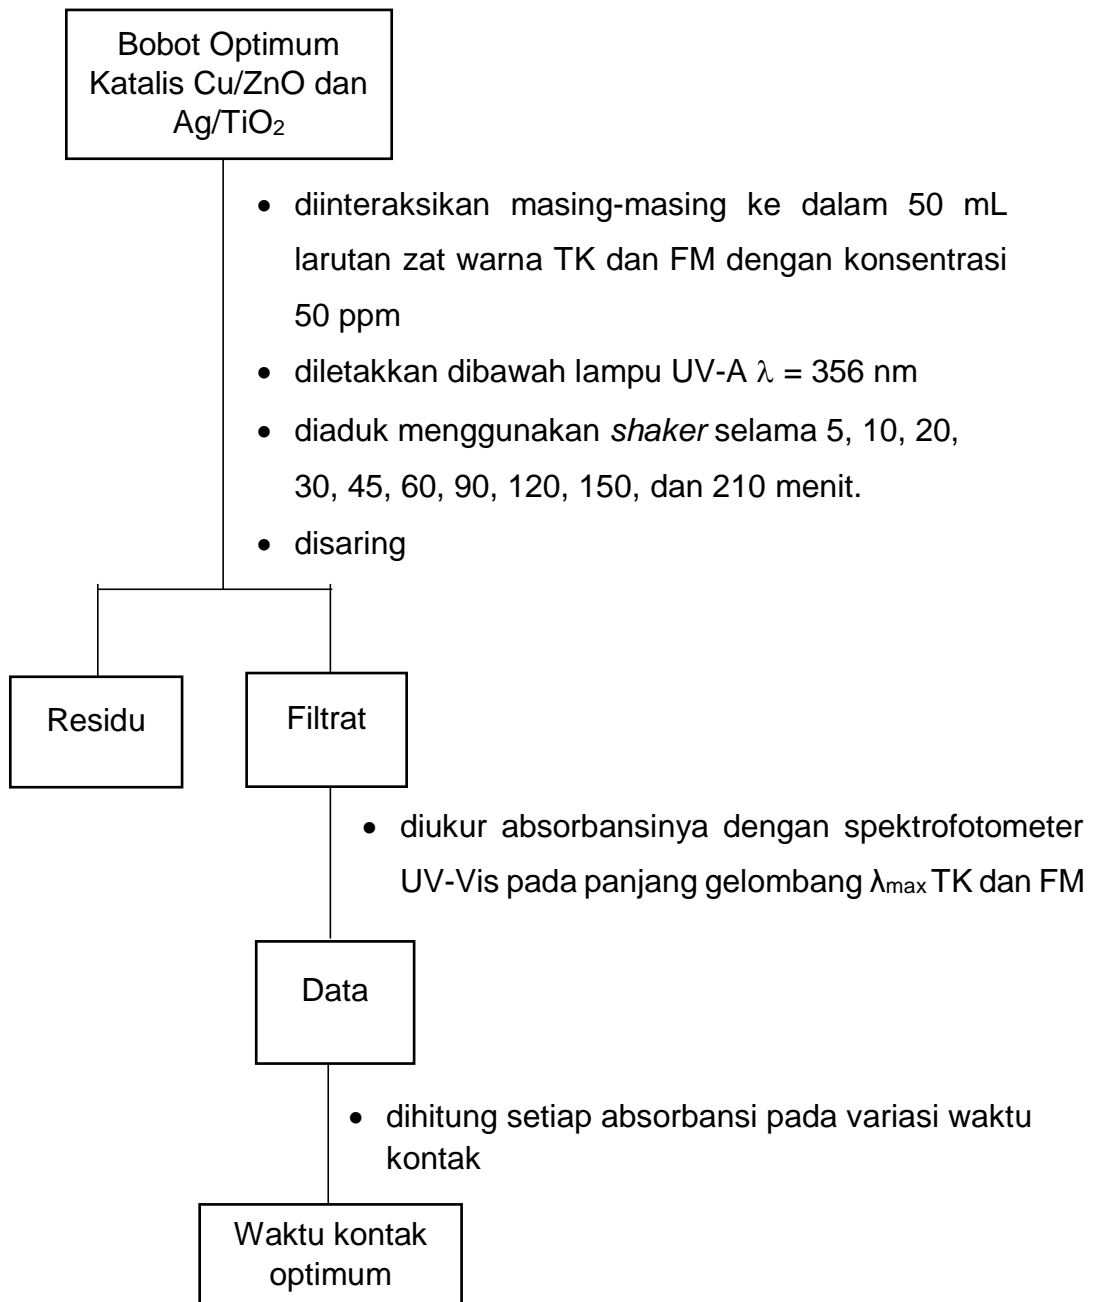 Bobot Optimum
Katalis Cu/ZnO dan
Ag/TiO₂
• diinteraksikan masing-masing ke dalam 50 mL
larutan zat warna TK dan FM dengan konsentrasi
50 ppm
• diletakkan dibawah lampu UV-A λ = 356 nm
• diaduk menggunakan shaker selama 5, 10, 20,
30, 45, 60, 90, 120, 150, dan 210 menit.
• disaring
Residu
Filtrat
• diukur absorbansinya dengan spektrofotometer
UV-Vis pada panjang gelombang λmax TK dan FM
Data
• dihitung setiap absorbansi pada variasi waktu
kontak
Waktu kontak
optimum